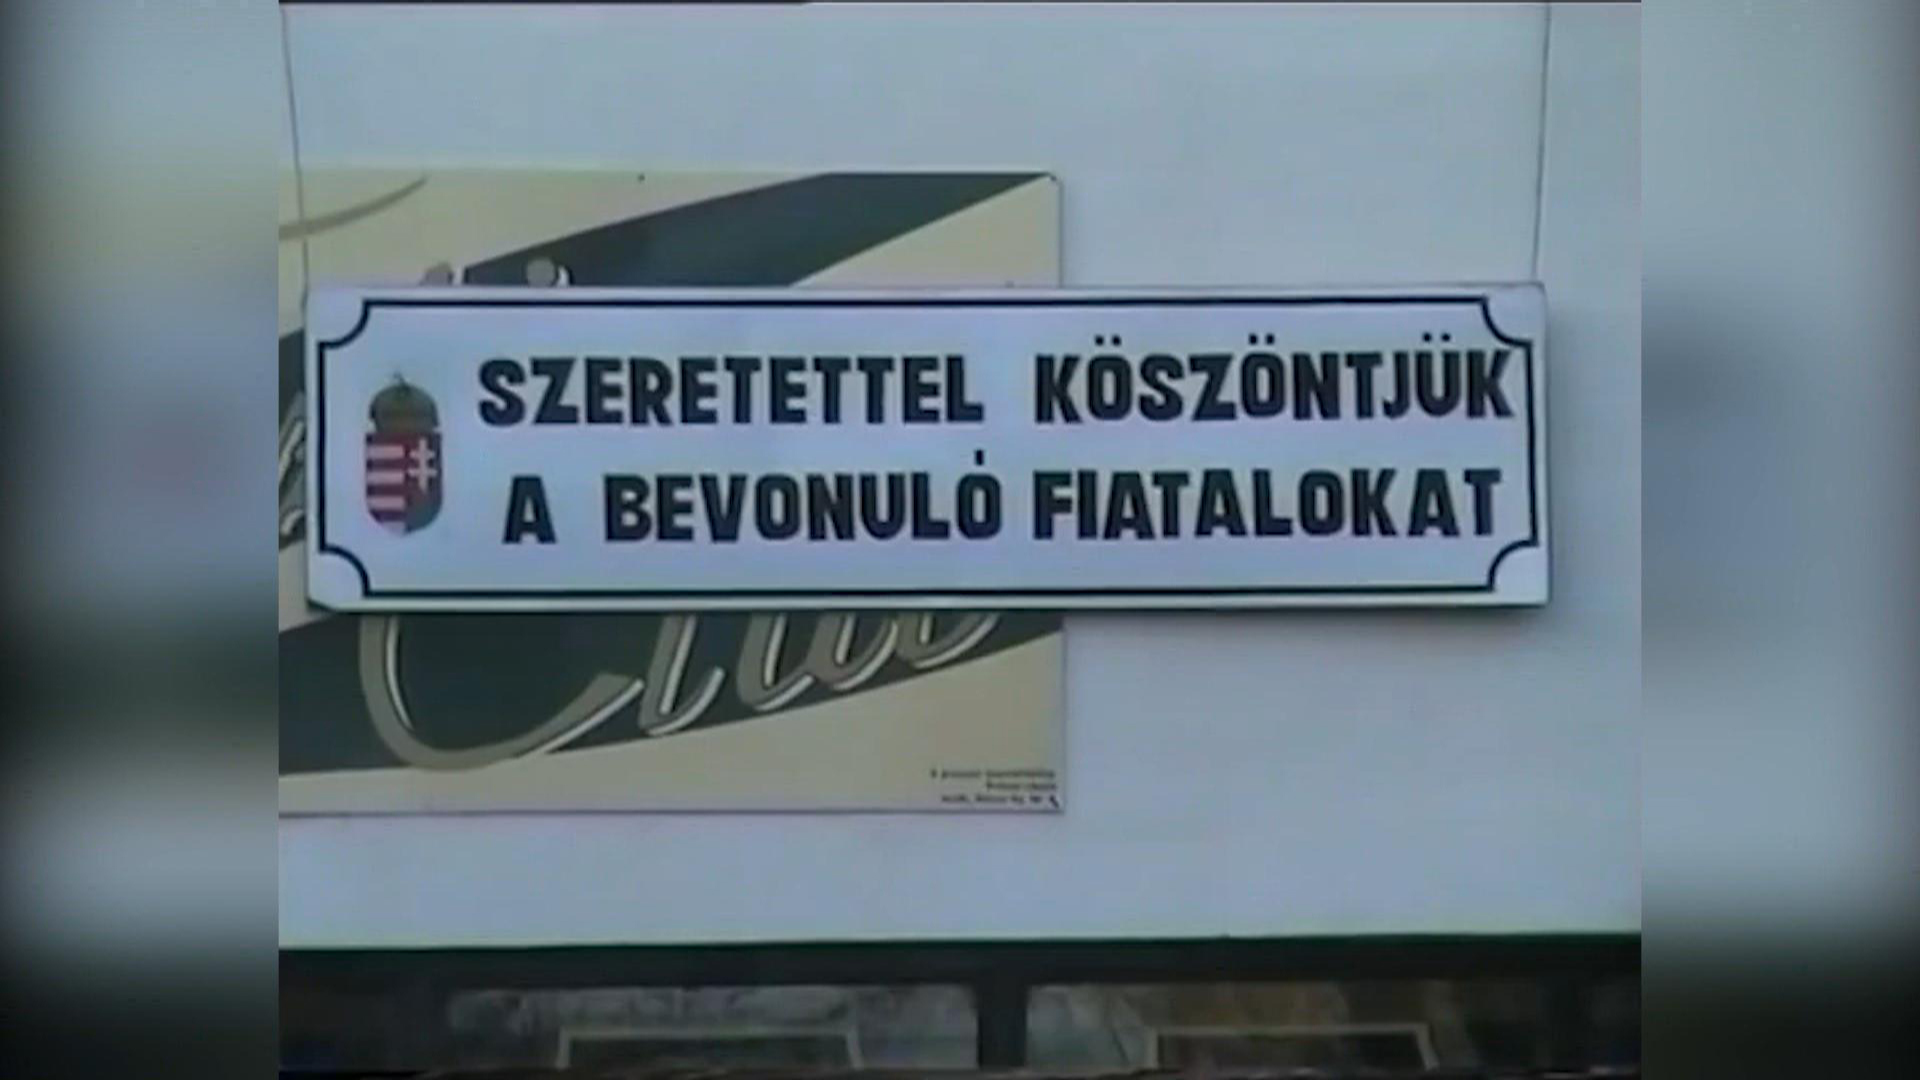 SZERETETTEL KÖSZÖNTJÜK
A BEVONULÓ FIATALOKAT